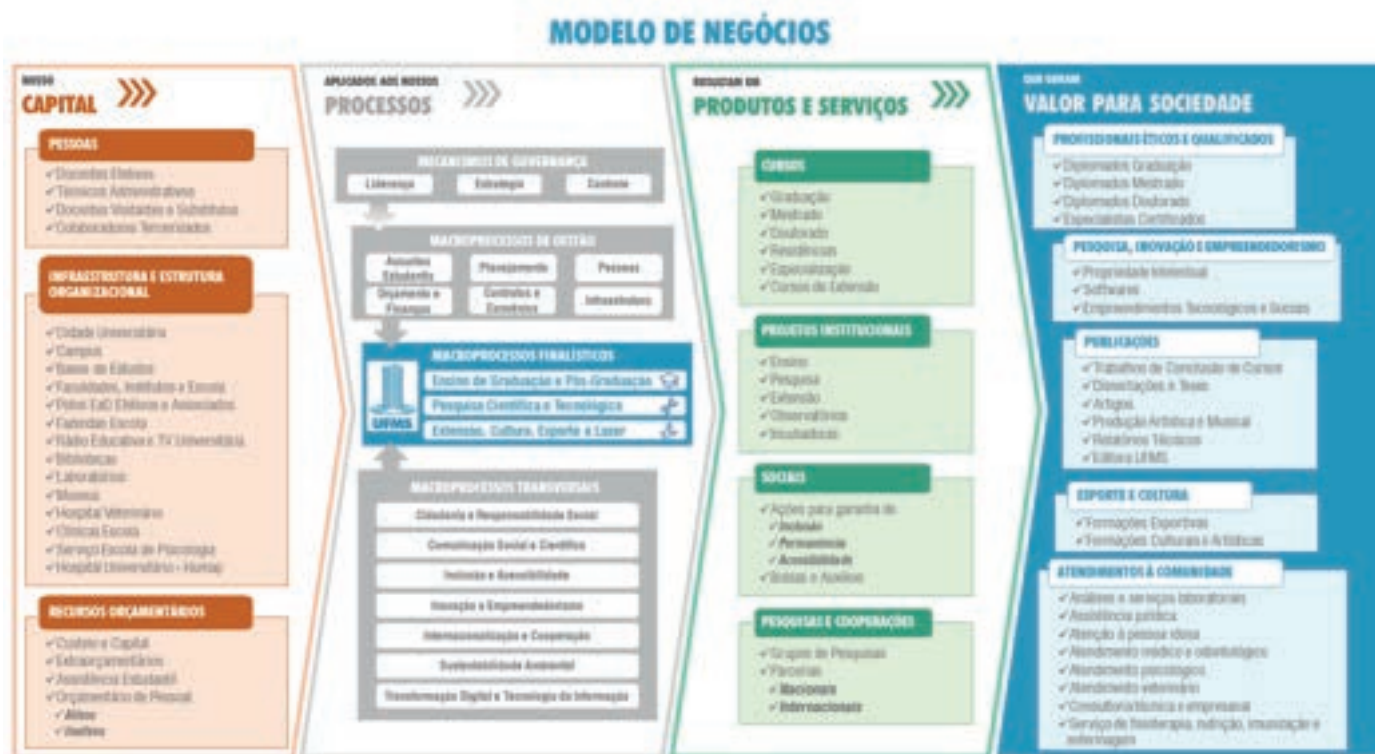 MODELO DE NEGÓCIOS
NOSSO
CAPITAL
PESSOAS
Docentes Efetivos
Técnicos Administrativos
Docentes Visitantes e Substitutos
Colaboradores Terceirizados
INFRAESTRUTURA E ESTRUTURA
ORGANIZACIONAL
Cidade Universitária
Campus
Bases de Estudos
Faculdades, Institutos e Escola
Polos EaD Efetivos e Associados
Fazendas Escola
Rádio Educativa e TV Universitária
Bibliotecas
Laboratórios
Museus
Hospital Veterinário
Clínicas Escola
Serviço Escola de Psicologia
Hospital Universitário - Humap
RECURSOS ORÇAMENTÁRIOS
Custeio e Capital
Extraorçamentários
Assistência Estudantil
Orçamentário de Pessoal
Ativos
Inativos
APLICADOS AOS NOSSOS
PROCESSOS
MECANISMOS DE GOVERNANÇA
Liderança
Estratégia
Controle
MACROPROCESSOS DE GESTÃO
Assuntos
Estudantis
Planejamento
Pessoas
Orçamento e
Finanças
Contratos e
Convênios
Infraestrutura
MACROPROCESSOS FINALÍSTICOS
UFMS
Ensino de Graduação e Pós-Graduação
Pesquisa Científica e Tecnológica
Extensão, Cultura, Esporte e Lazer
MACROPROCESSOS TRANSVERSAIS
Cidadania e Responsabilidade Social
Comunicação Social e Científica
Inclusão e Acessibilidade
Inovação e Empreendedorismo
Internacionalização e Cooperação
Sustentabilidade Ambiental
Transformação Digital e Tecnologia da Informação
RESULTAM EM
PRODUTOS E SERVIÇOS
CURSOS
Graduação
Mestrado
Doutorado
Residências
Especialização
Cursos de Extensão
PROJETOS INSTITUCIONAIS
Ensino
Pesquisa
Extensão
Observatórios
Incubadoras
SOCIAIS
Ações para garantia de
Inclusão
Permanência
Acessibilidade
Bolsas e Auxílios
PESQUISAS E COOPERAÇÕES
Grupos de Pesquisas
Parcerias
Nacionais
Internacionais
QUE GERAM
VALOR PARA SOCIEDADE
PROFISSIONAIS ÉTICOS E QUALIFICADOS
Diplomados Graduação
Diplomados Mestrado
Diplomados Doutorado
Especialistas Certificados
PESQUISA, INOVAÇÃO E EMPREENDEDORISMO
Propriedade Intelectual
Softwares
Empreendimentos Tecnológicos e Sociais
PUBLICAÇÕES
Trabalhos de Conclusão de Cursos
Dissertações e Teses
Artigos
Produção Artística e Musical
Relatórios Técnicos
Editora UFMS
ESPORTE E CULTURA
Formações Esportivas
Formações Culturais e Artísticas
ATENDIMENTOS À COMUNIDADE
Análises e serviços laboratoriais
Assistência jurídica
Atenção à pessoa idosa
Atendimento médico e odontológico
Atendimento psicológico
Atendimento veterinário
Consultoria técnica e empresarial
Serviço de fisioterapia, nutrição, imunização e
enfermagem